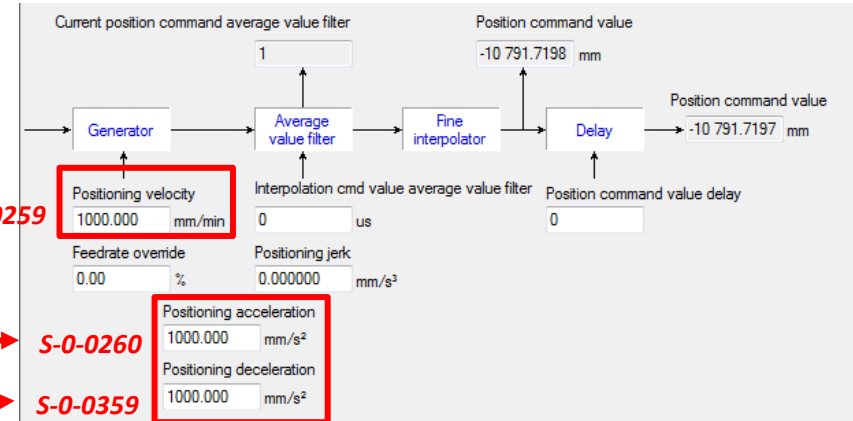 Current position command average value filter
Position command value
1
-10 791.7198 mm
Position command value
Generator
Average
value filter
Fine
interpolator
Delay
-10 791.7197 mm
Positioning velocity
Interpolation cmd value average value filter
Position command value delay
0259
1000.000 mm/min
0 us
0
Feedrate override
Positioning jerk
0.00 %
0.000000 mm/s³
Positioning acceleration
S-0-0260
1000.000 mm/s²
Positioning deceleration
S-0-0359
1000.000 mm/s²